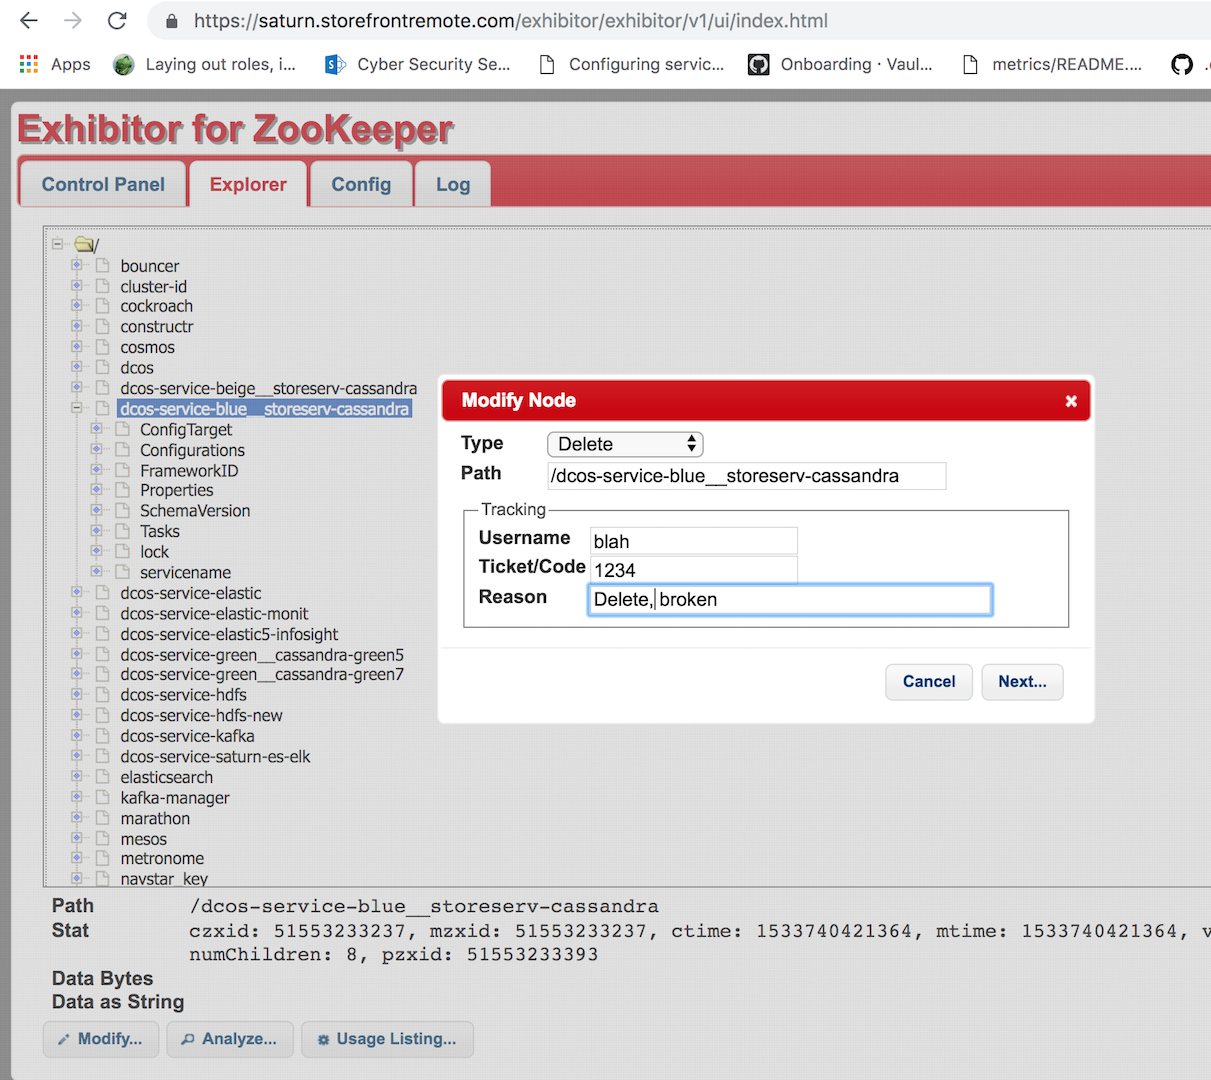 https://saturn.storefrontremote.com/exhibitor/exhibitor/v1/ui/index.html
Apps Laying out roles, i... Cyber Security Se... Configuring servic... Onboarding · Vaul... metrics/README....
Exhibitor for ZooKeeper
Control Panel Explorer Config Log
/
bouncer
cluster-id
cockroach
constructr
cosmos
dcos
dcos-service-beige__storeserv-cassandra
dcos-service-blue__storeserv-cassandra
ConfigTarget
Configurations
FrameworkID
Properties
SchemaVersion
Tasks
lock
servicename
dcos-service-elastic
dcos-service-elastic-monit
dcos-service-elastic5-infosight
dcos-service-green__cassandra-green5
dcos-service-green__cassandra-green7
dcos-service-hdfs
dcos-service-hdfs-new
dcos-service-kafka
dcos-service-saturn-es-elk
elasticsearch
kafka-manager
marathon
mesos
metronome
navstar_key
Modify Node
Type Delete
Path /dcos-service-blue__storeserv-cassandra
Tracking
Username blah
Ticket/Code 1234
Reason Delete, broken
Cancel Next...
Path /dcos-service-blue__storeserv-cassandra
Stat czxid: 51553233237, mzxid: 51553233237, ctime: 1533740421364, mtime: 1533740421364, v
numChildren: 8, pzxid: 51553233393
Data Bytes
Data as String
Modify... Analyze... Usage Listing...